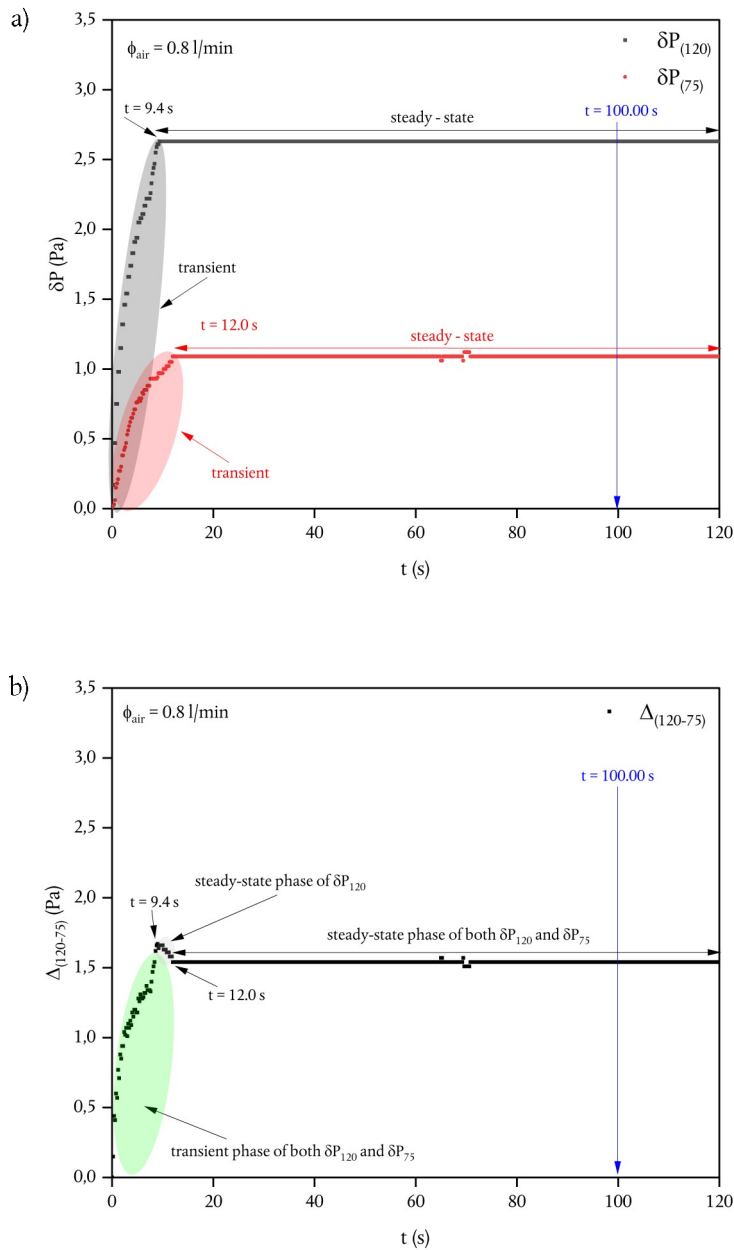 a)
3,5
3,0
2,5
2,0
1,5
1,0
0,5
0,0
δP (Pa)
ϕair = 0.8 l/min
δP(120)
δP(75)
t = 9.4 s
steady - state
t = 100.00 s
transient
t = 12.0 s
steady - state
transient
0 20 40 60 80 100 120
t (s)
b)
3,5
3,0
2,5
2,0
1,5
1,0
0,5
0,0
Δ(120-75) (Pa)
ϕair = 0.8 l/min
Δ(120-75)
t = 100.00 s
steady-state phase of δP120
t = 9.4 s
steady-state phase of both δP120 and δP75
t = 12.0 s
transient phase of both δP120 and δP75
0 20 40 60 80 100 120
t (s)